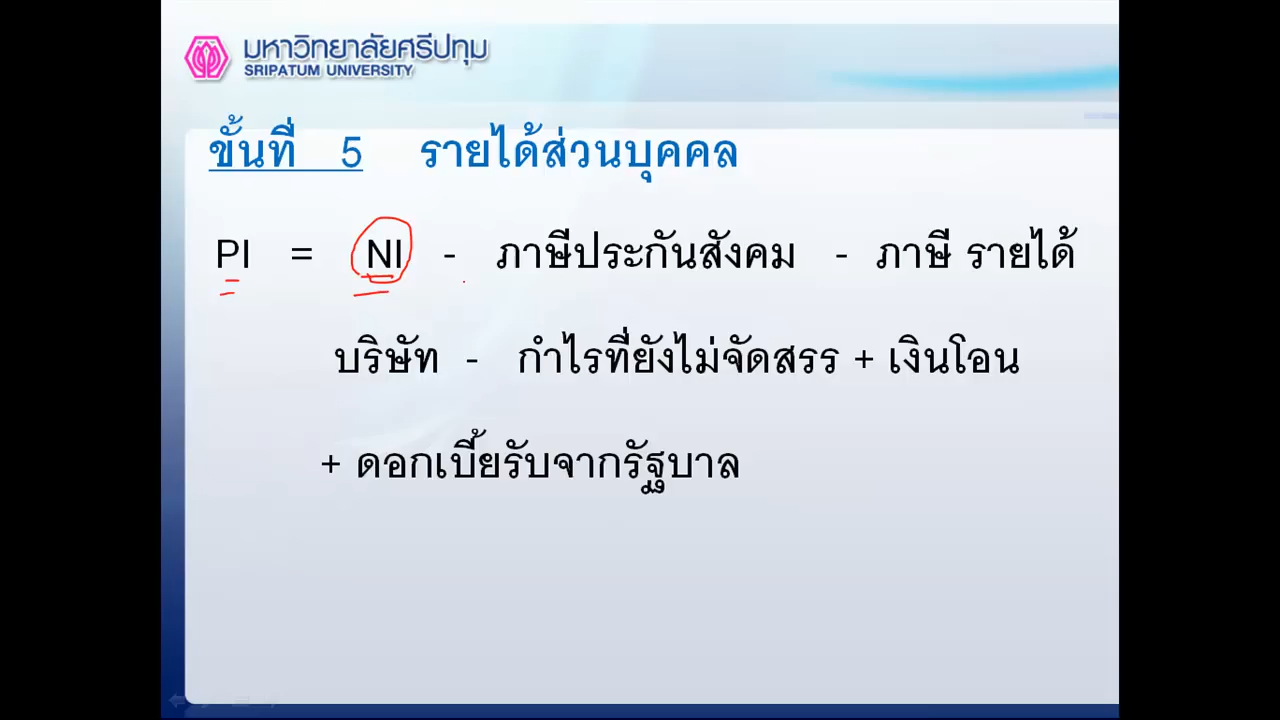 มหาวิทยาลัยศรีปทุม
SRIPATUM UNIVERSITY
ขั้นที่ 5 รายได้ส่วนบุคคล
PI = NI - ภาษีประกันสังคม - ภาษี รายได้
บริษัท - กำไรที่ยังไม่จัดสรร + เงินโอน
+ ดอกเบี้ยรับจากรัฐบาล